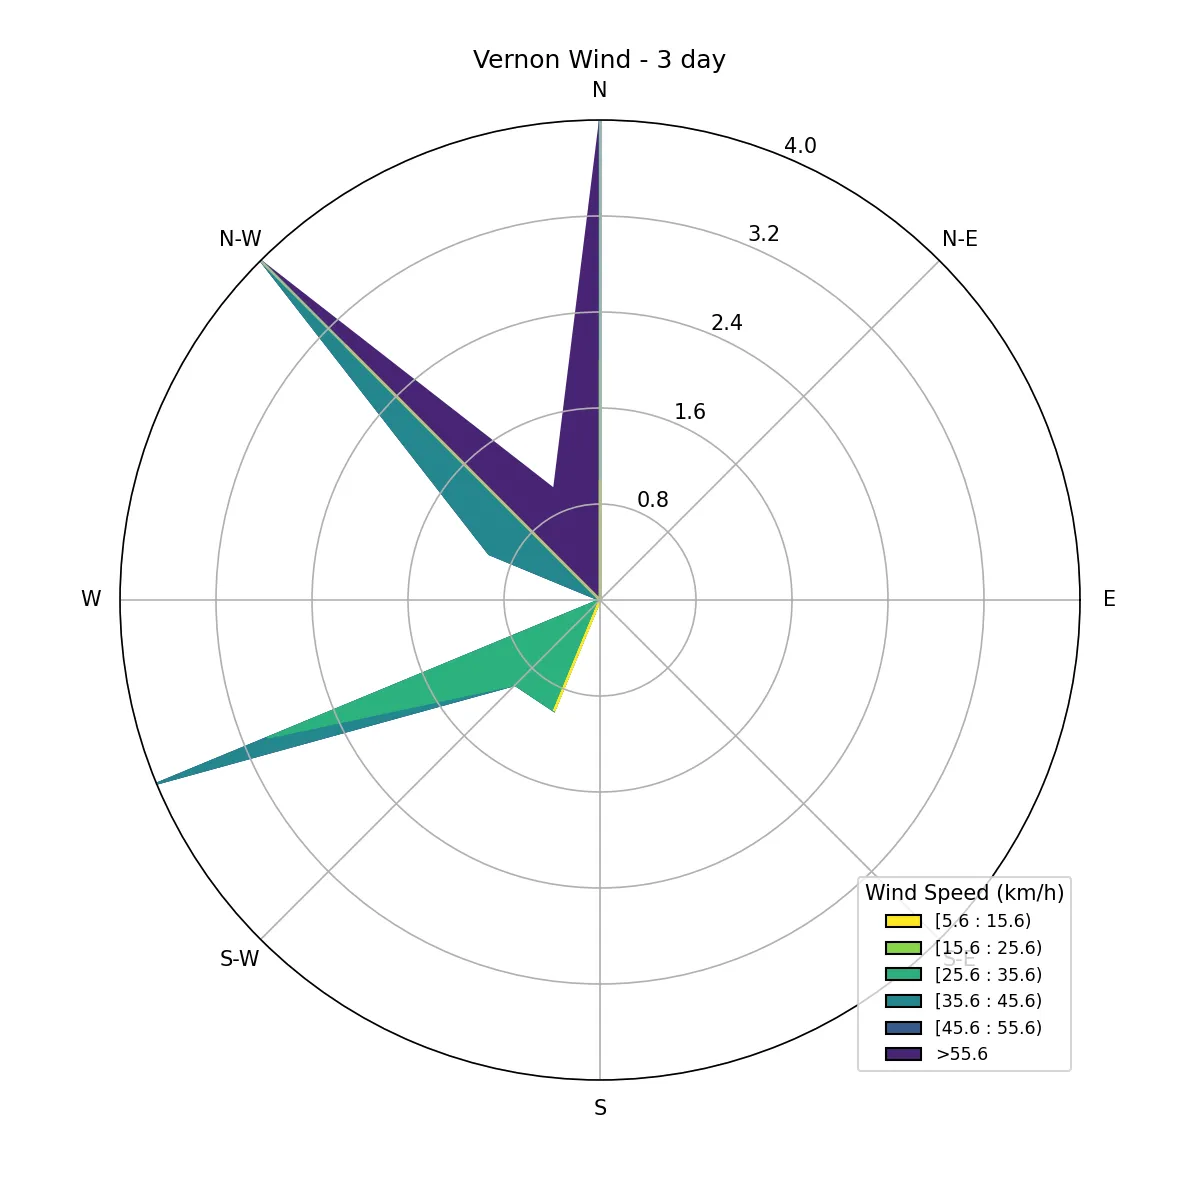 Vernon Wind - 3 day
N
4.0
N-W
N-E
3.2
2.4
1.6
0.8
W
E
S-W
S-E
Wind Speed (km/h)
[5.6 : 15.6)
[15.6 : 25.6)
[25.6 : 35.6)
[35.6 : 45.6)
[45.6 : 55.6)
>55.6
S